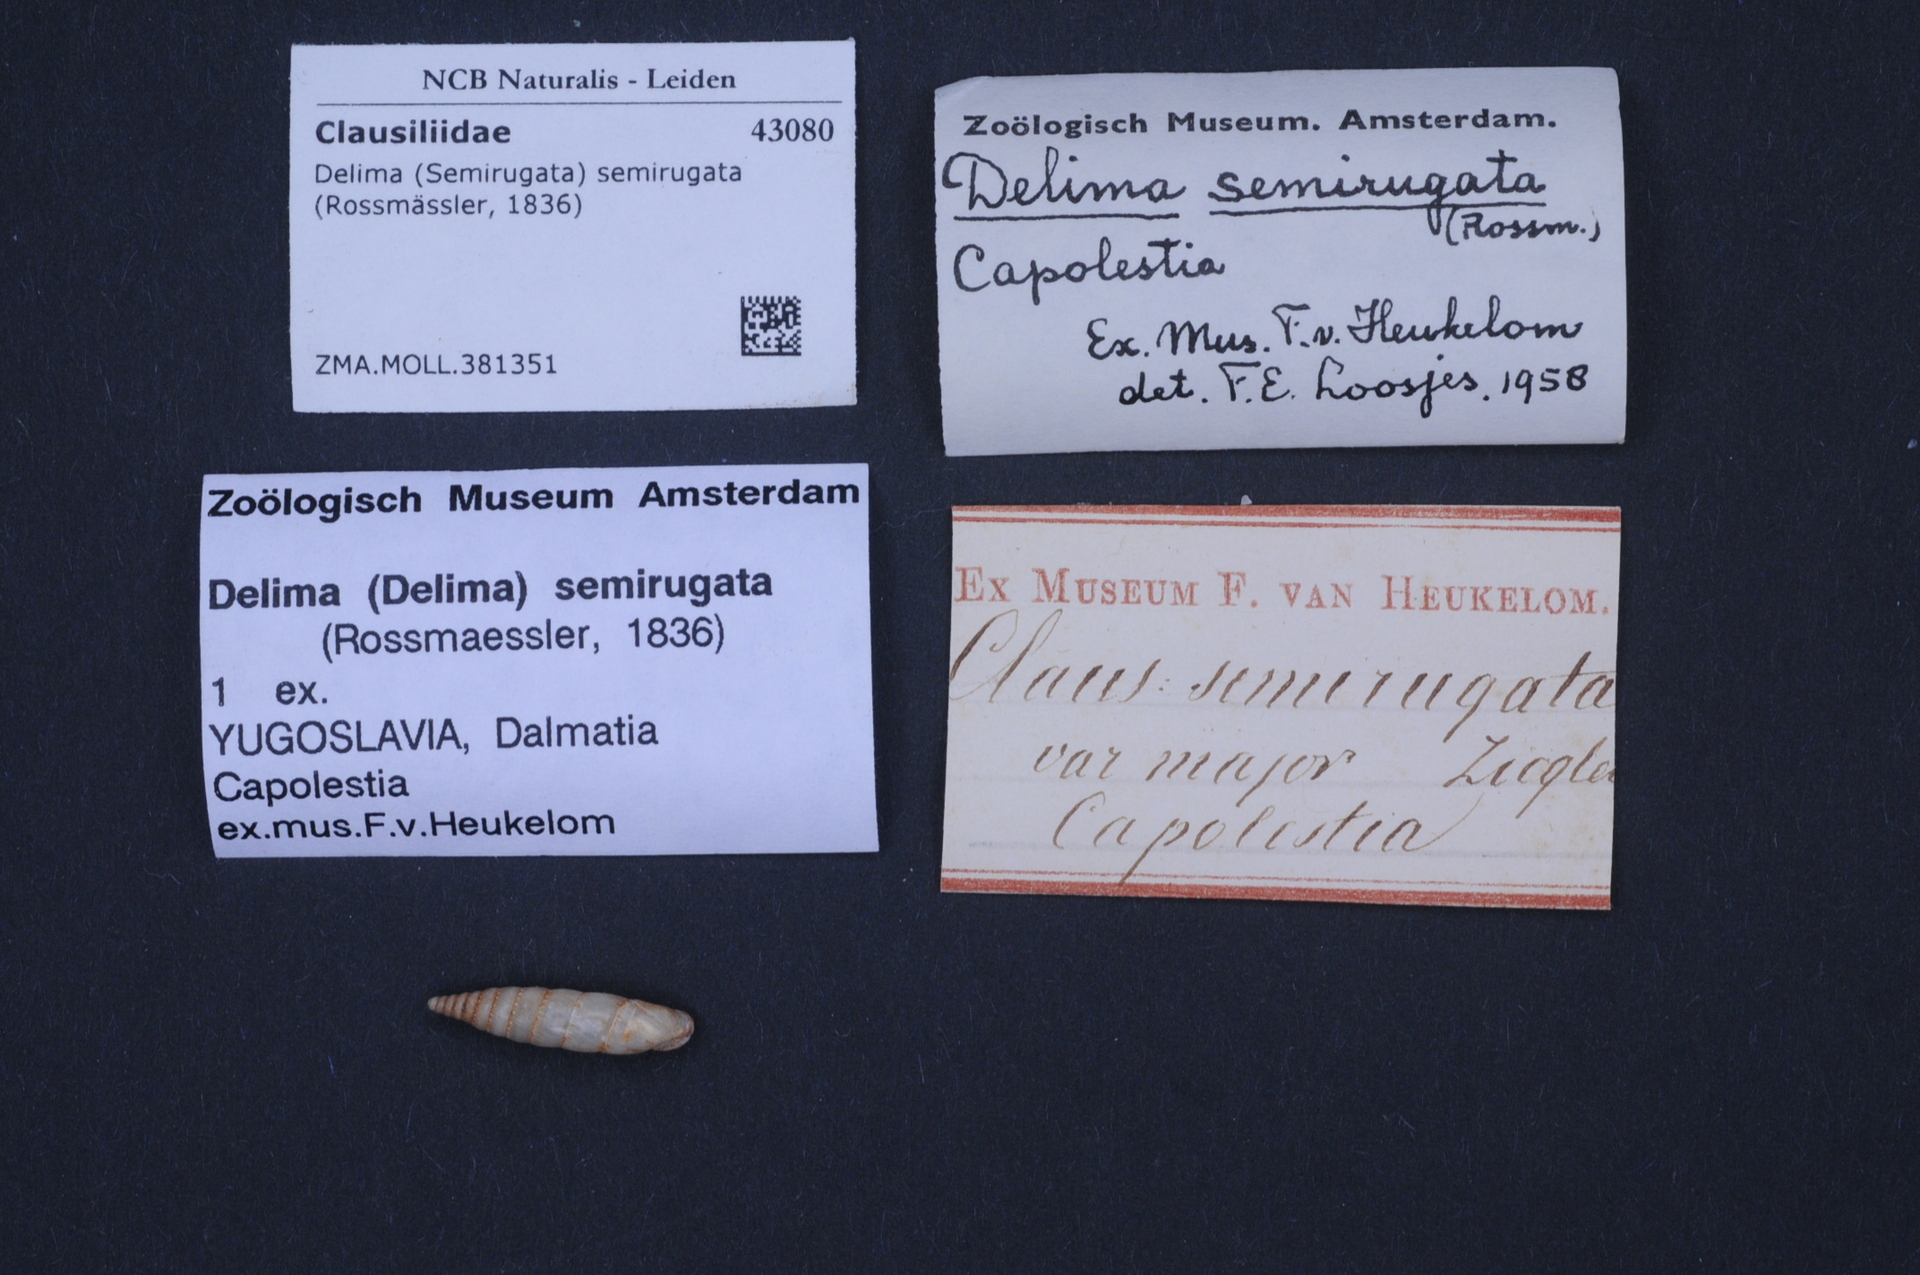 NCB Naturalis - Leiden
Clausiliidae 43080
Delima (Semirugata) semirugata
(Rossmässler, 1836)
ZMA.MOLL.381351
Zoölogisch Museum. Amsterdam.
Delima semirugata
(Rossm.)
Capolestia
Ex. Mus. F. v. Heukelom
det. F.E. Loosjes. 1958
Zoölogisch Museum Amsterdam
Delima (Delima) semirugata
(Rossmaessler, 1836)
1 ex.
YUGOSLAVIA, Dalmatia
Capolestia
ex.mus.F.v.Heukelom
EX MUSEUM F. VAN HEUKELOM.
Claus: semirugata
var major Ziegle
Capolestia